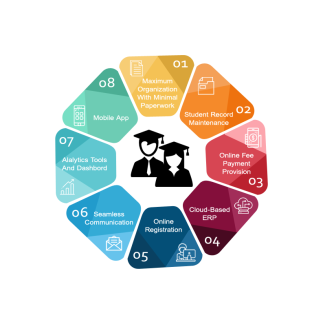 01
Maximum
Organization
With Minimal
Paperwork
02
Student Record
Maintenance
Online Fee
Payment
Provision
03
Cloud-Based
ERP
04
Online
Registration
05
06
Seamless
Communication
07
Atalytics Tools
And Dashbord
08
Mobile App